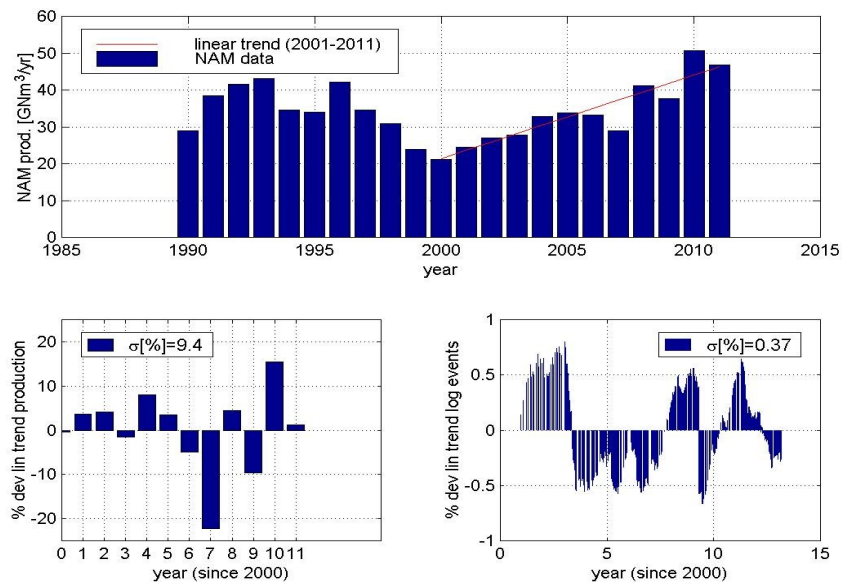 60
50
40
30
20
10
0
NAM prod. [GNm³/yr]
linear trend (2001-2011)
NAM data
1985 1990 1995 2000 2005 2010 2015
year
20
10
0
-10
-20
% dev lin trend production
σ[%]=9.4
0 1 2 3 4 5 6 7 8 9 10 11
year (since 2000)
1
0.5
0
-0.5
-1
% dev lin trend log events
σ[%]=0.37
0 5 10 15
year (since 2000)